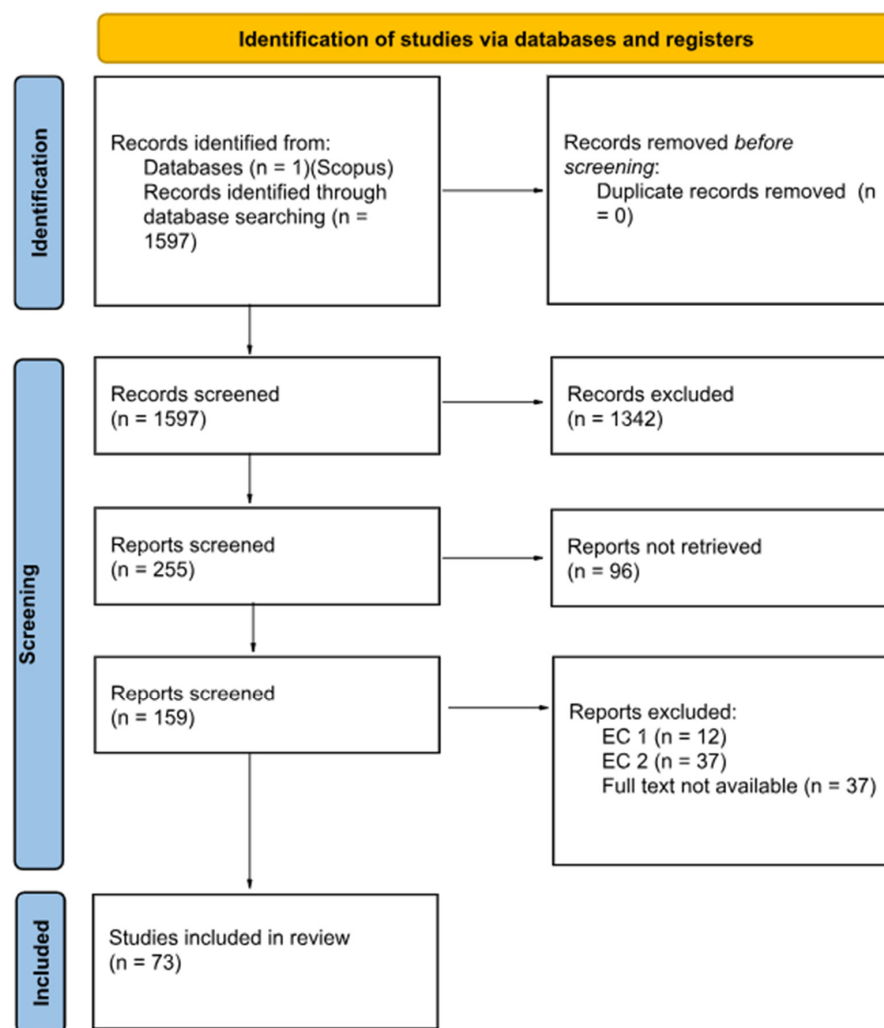 Identification of studies via databases and registers
Identification
Records identified from:
Databases (n = 1)(Scopus)
Records identified through
database searching (n =
1597)
Records removed before
screening:
Duplicate records removed (n
= 0)
Screening
Records screened
(n = 1597)
Records excluded
(n = 1342)
Reports screened
(n = 255)
Reports not retrieved
(n = 96)
Reports screened
(n = 159)
Reports excluded:
EC 1 (n = 12)
EC 2 (n = 37)
Full text not available (n = 37)
Included
Studies included in review
(n = 73)